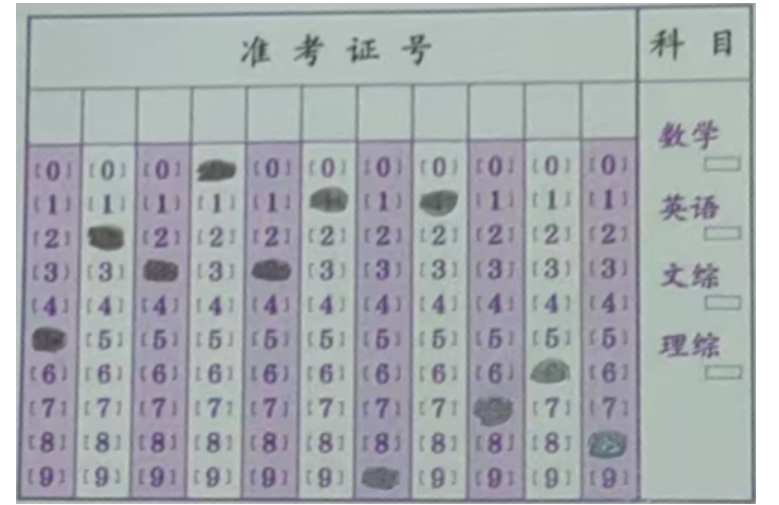 准考证号 科目
[0] [0] [0] [0] [0] [0] [0] [0] [0] [0]
[1] [1] [1] [1] [1] [1] [1] [1] [1]
[2] [2] [2] [2] [2] [2] [2] [2] [2] [2]
[3] [3] [3] [3] [3] [3] [3] [3] [3]
[4] [4] [4] [4] [4] [4] [4] [4] [4] [4] [4]
[5] [5] [5] [5] [5] [5] [5] [5] [5] [5]
[6] [6] [6] [6] [6] [6] [6] [6] [6] [6]
[7] [7] [7] [7] [7] [7] [7] [7] [7] [7]
[8] [8] [8] [8] [8] [8] [8] [8] [8] [8]
[9] [9] [9] [9] [9] [9] [9] [9] [9] [9]
数学
英语
文综
理综